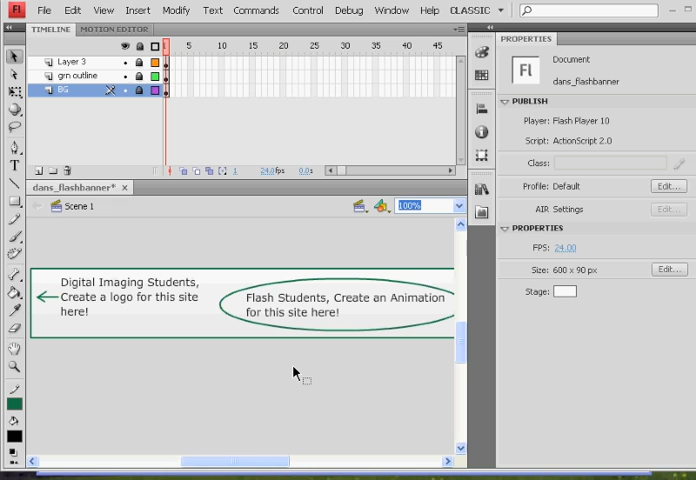 Fl File Edit View Insert Modify Text Commands Control Debug Window Help CLASSIC
TIMELINE MOTION EDITOR
1 5 10 15 20 25 30 35 40 45
Layer 3
grn outline
BG
1 24.0fps 0.0s
dans_flashbanner*
Scene 1
100%
Digital Imaging Students,
Create a logo for this site
here!
Flash Students, Create an Animation
for this site here!
PROPERTIES
Fl
Document
dans_flashbanner
PUBLISH
Player: Flash Player 10
Script: ActionScript 2.0
Class:
Profile: Default Edit...
AIR Settings Edit...
PROPERTIES
FPS: 24.00
Size: 600 x 90 px Edit...
Stage: